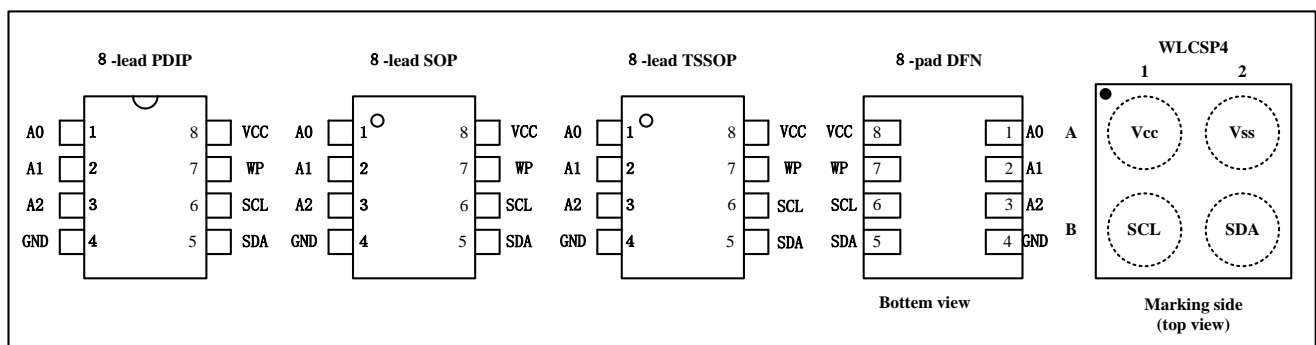 8-lead PDIP
A0 1 8 VCC
A1 2 7 WP
A2 3 6 SCL
GND 4 5 SDA
8-lead SOP
A0 1 8 VCC
A1 2 7 WP
A2 3 6 SCL
GND 4 5 SDA
8-lead TSSOP
A0 1 8 VCC
A1 2 7 WP
A2 3 6 SCL
GND 4 5 SDA
8-pad DFN
VCC 8 1 A0
WP 7 2 A1
SCL 6 3 A2
SDA 5 4 GND
Bottem view
WLCSP4
1 2
A Vcc Vss
B SCL SDA
Marking side
(top view)